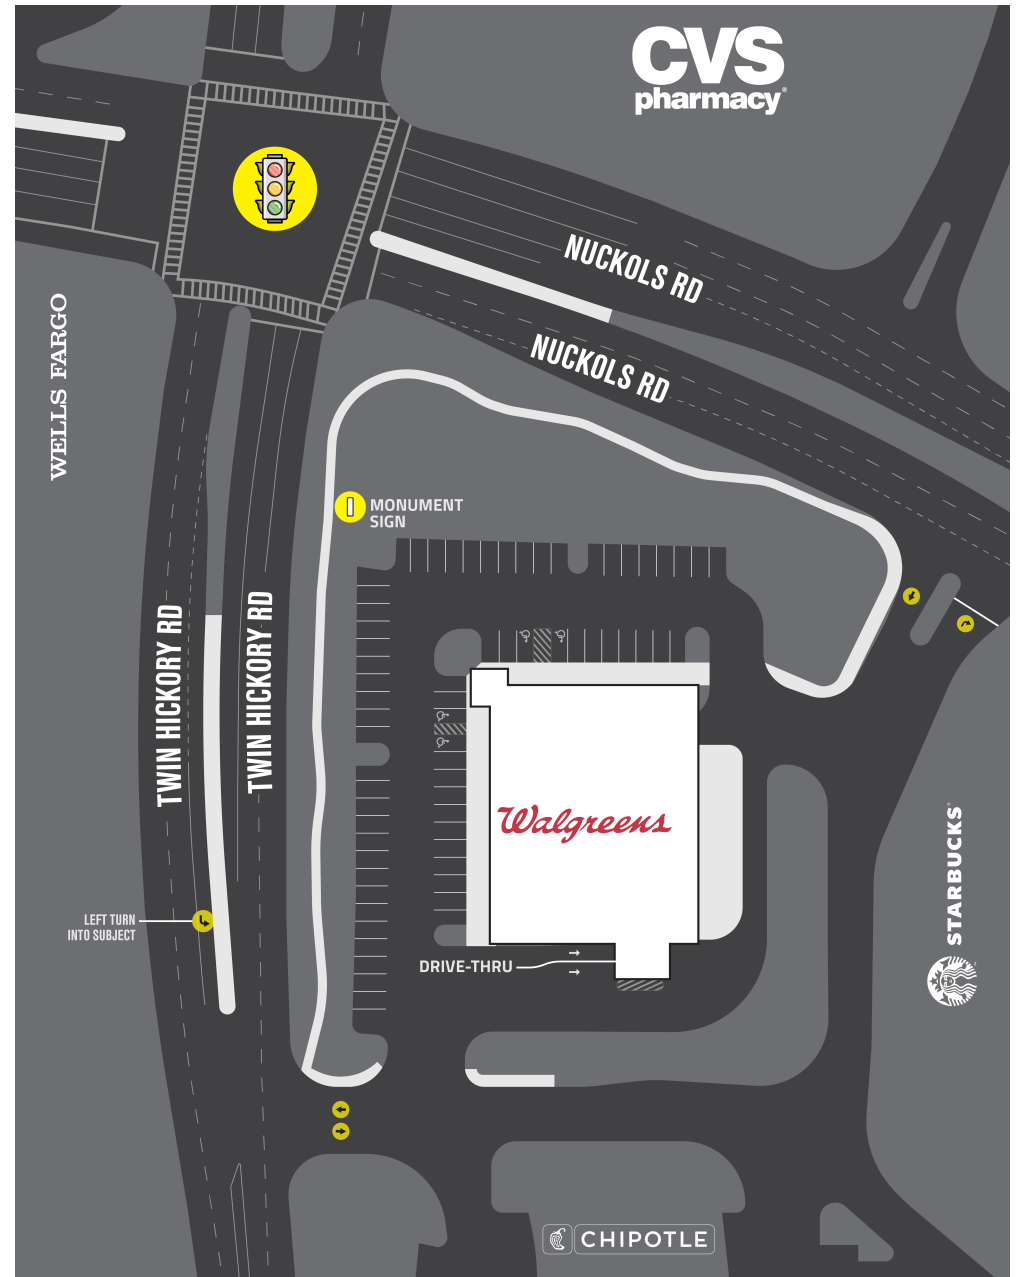 CVS
pharmacy®
NUCKOLS RD
NUCKOLS RD
WELLS FARGO
MONUMENT
SIGN
TWIN HICKORY RD
TWIN HICKORY RD
Walgreens
STARBUCKS®
LEFT TURN
INTO SUBJECT
DRIVE-THRU
CHIPOTLE